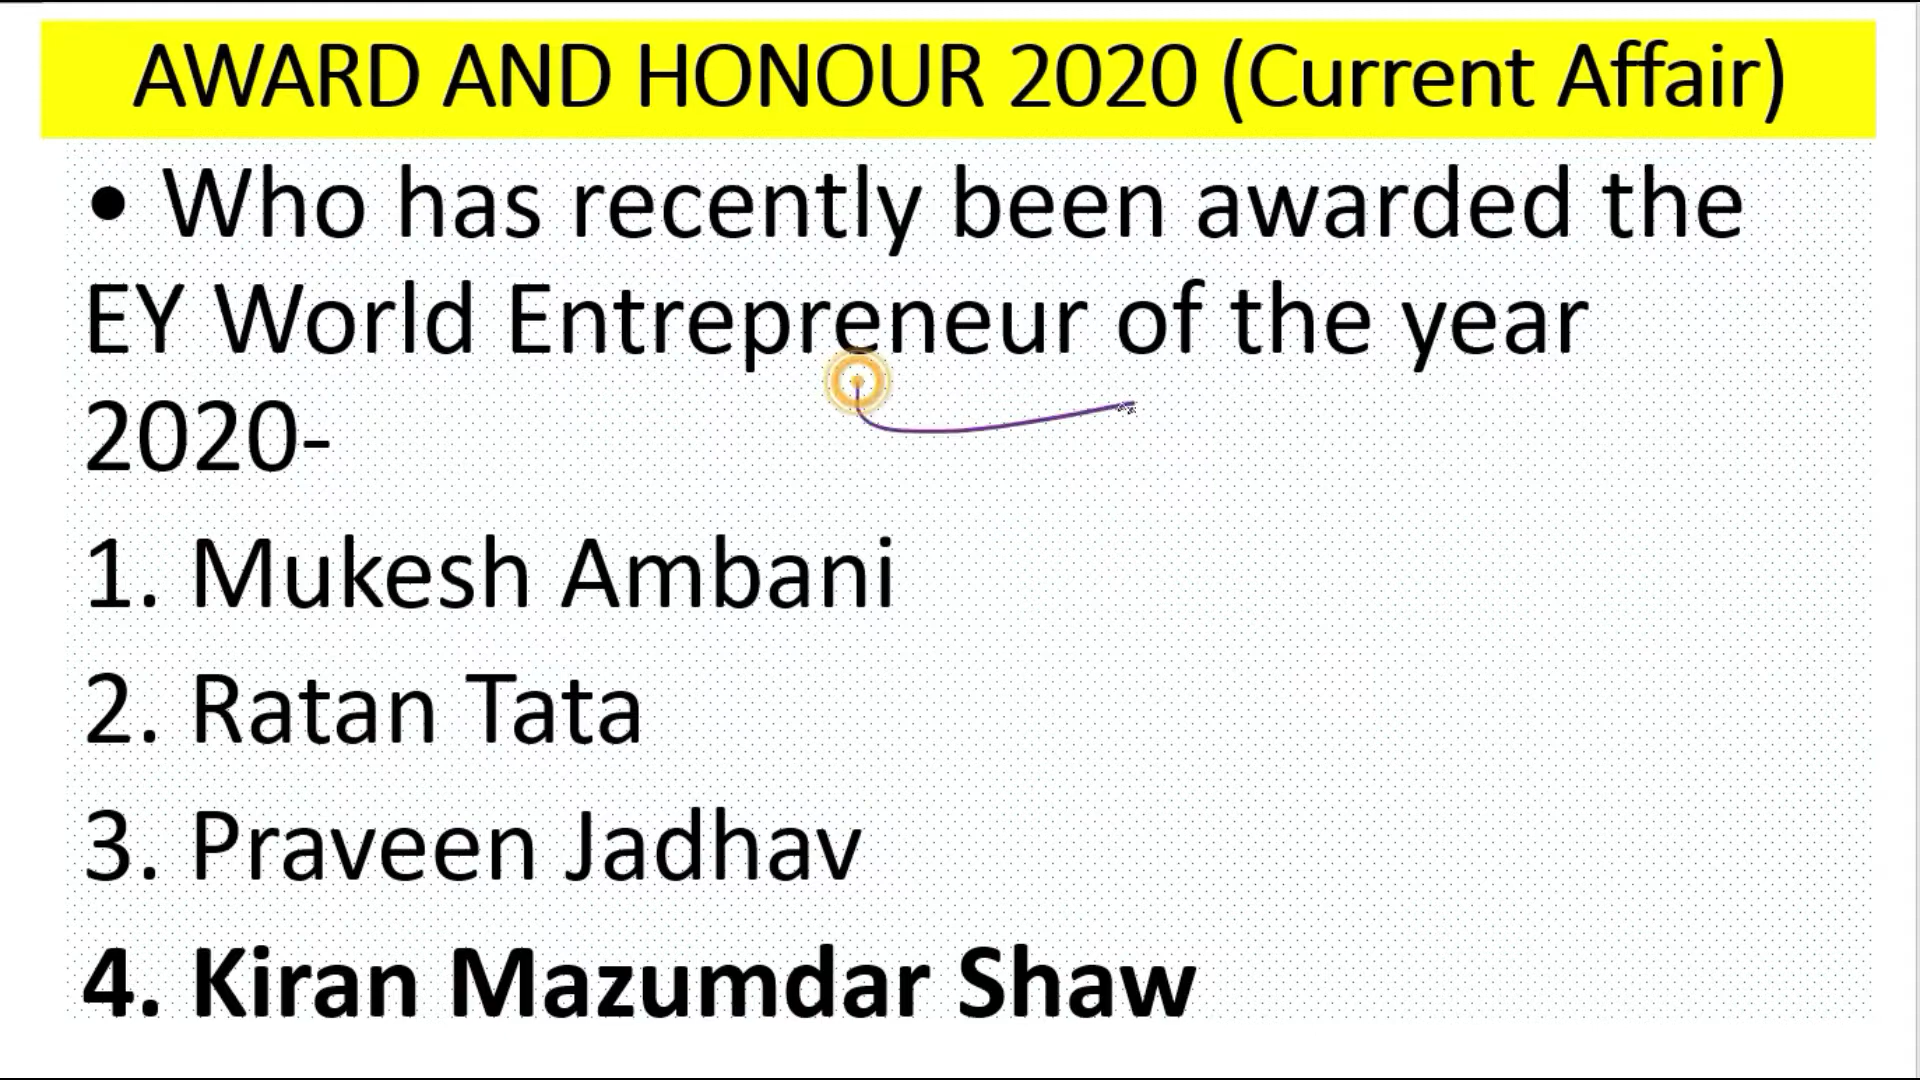 AWARD AND HONOUR 2020 (Current Affair)
• Who has recently been awarded the
EY World Entrepreneur of the year
2020-
1. Mukesh Ambani
2. Ratan Tata
3. Praveen Jadhav
4. Kiran Mazumdar Shaw